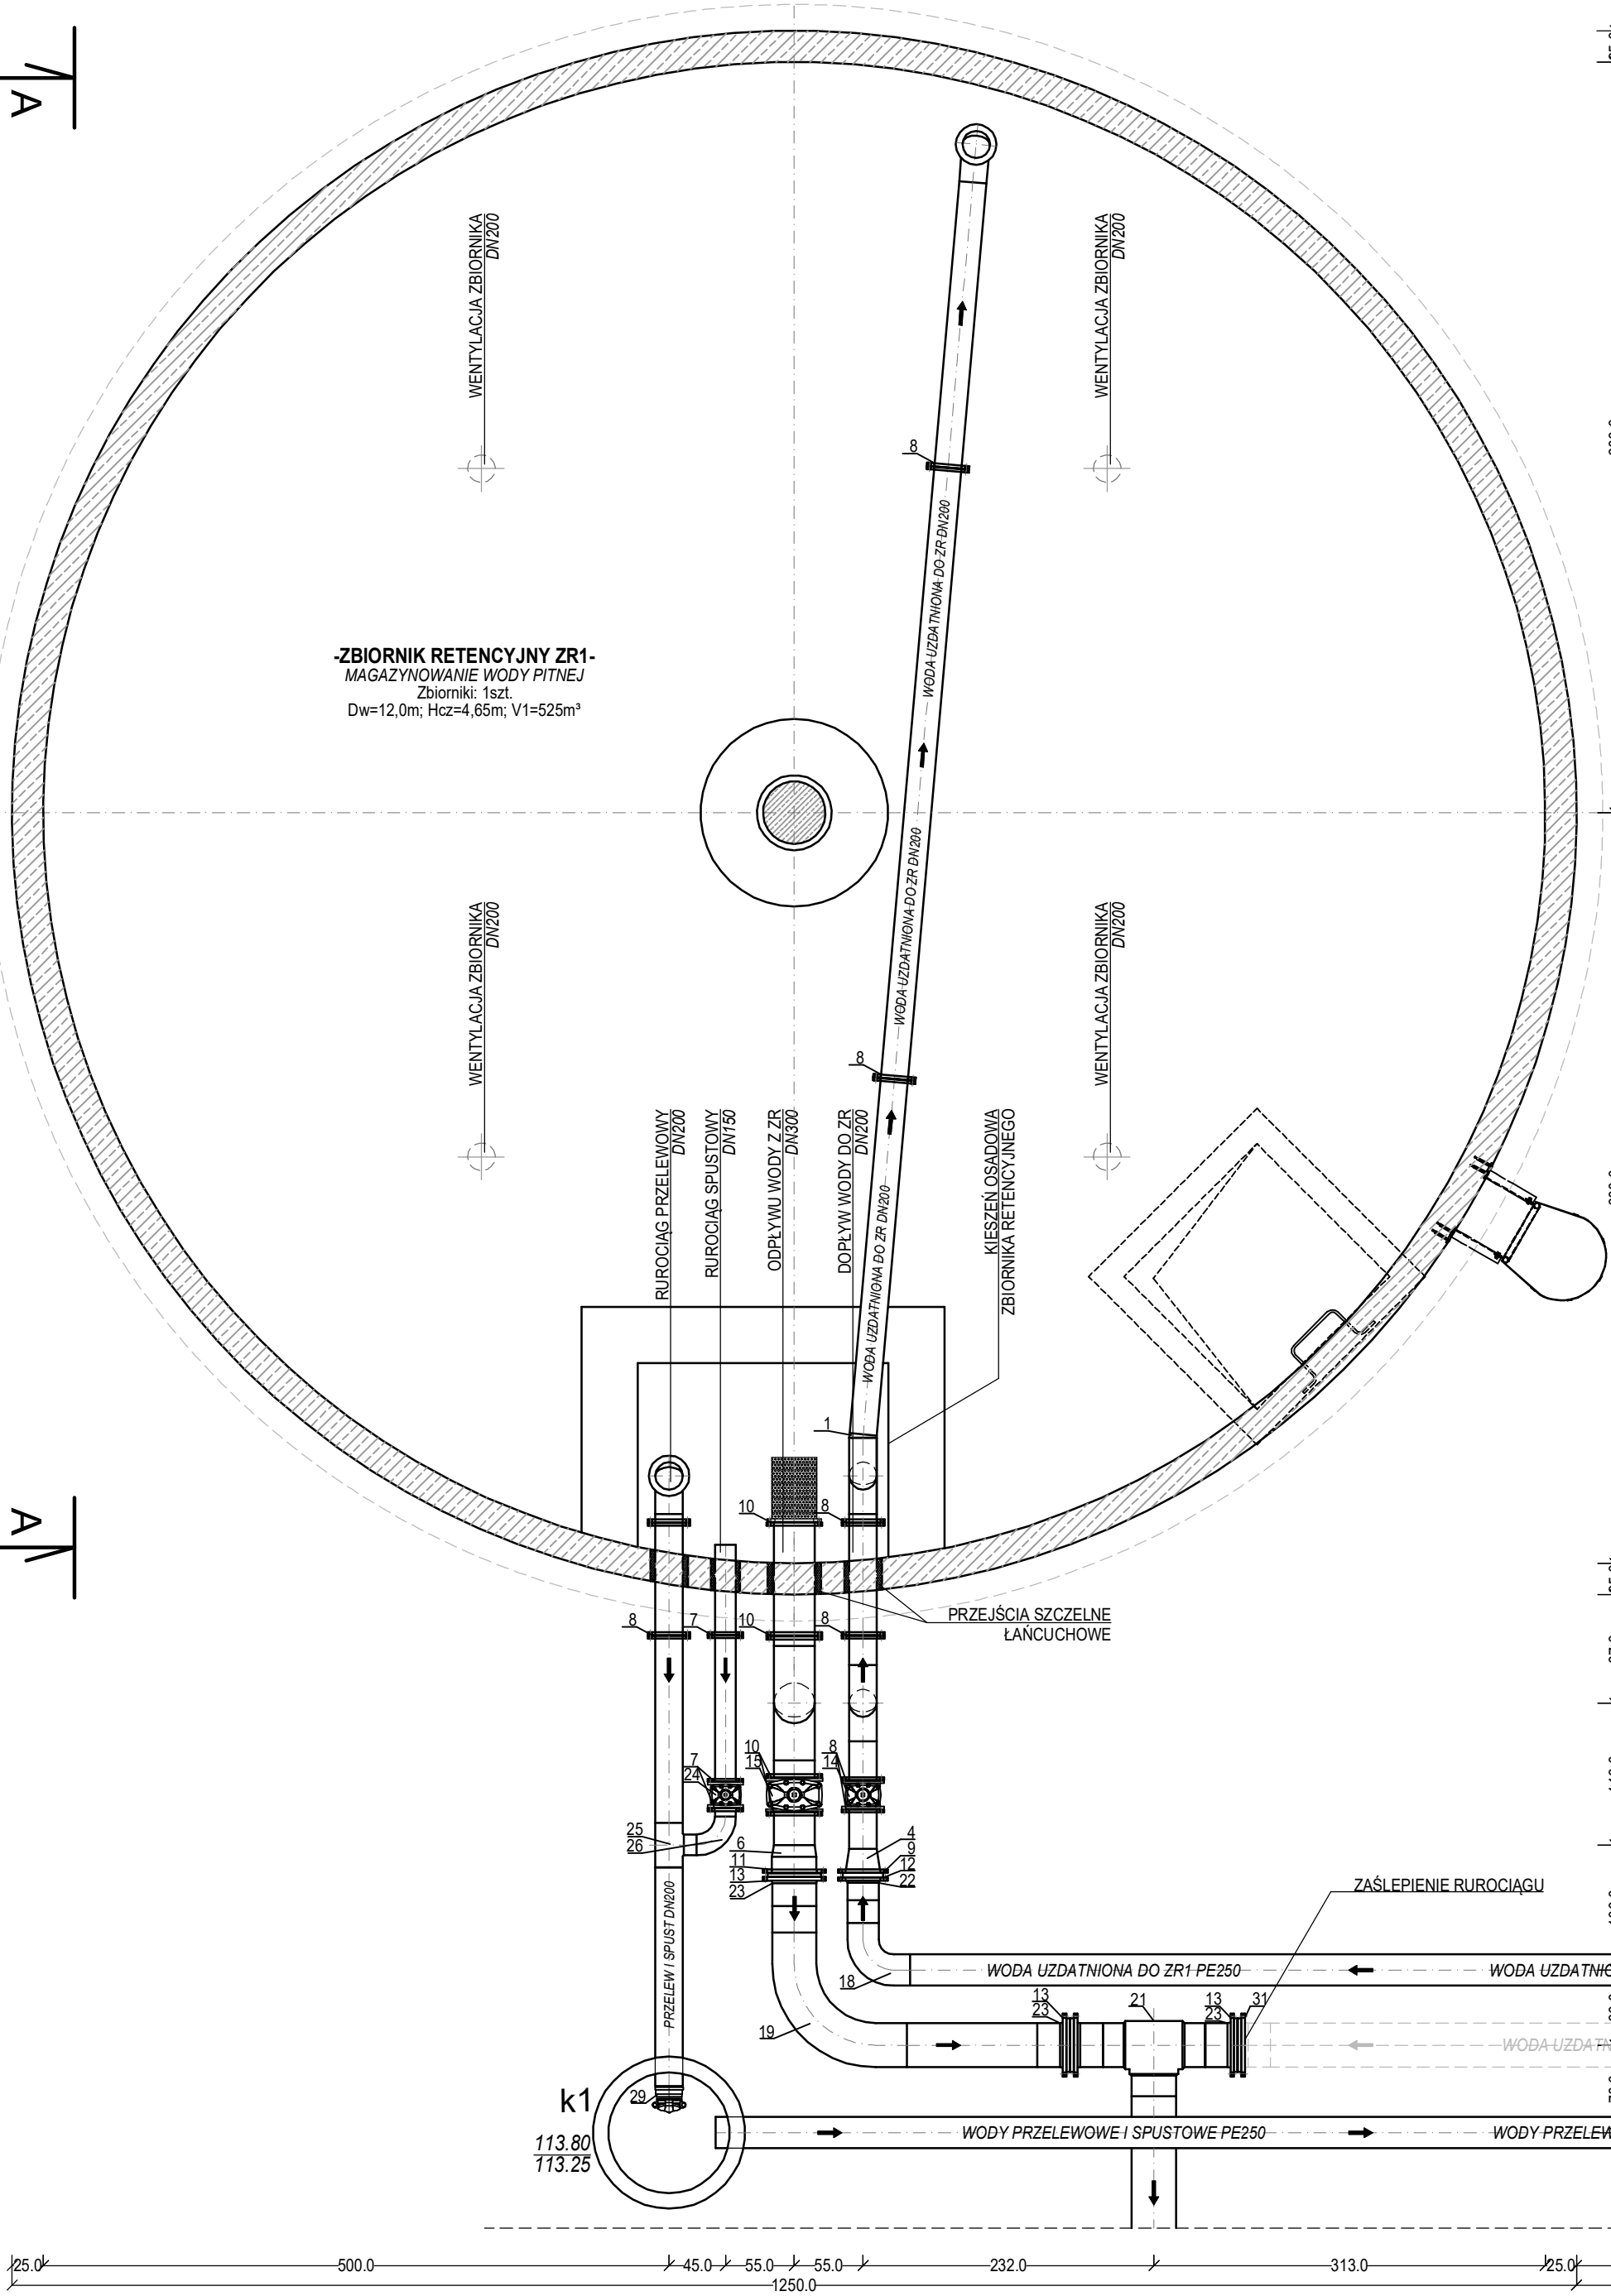 A
WENTYLACJA ZBIORNIKA
DN200
WENTYLACJA ZBIORNIKA
DN200
8
WODA UZDATNIONA DO ZR DN200
-ZBIORNIK RETENCYJNY ZR1-
MAGAZYNOWANIE WODY PITNEJ
Zbiorniki: 1szt.
Dw=12,0m; Hcz=4,65m; V1=525m³
WODA UZDATNIONA DO ZR DN200
WENTYLACJA ZBIORNIKA
DN200
WENTYLACJA ZBIORNIKA
DN200
8
RUROCIĄG PRZELEWOWY
DN200
RUROCIĄG SPUSTOWY
DN150
ODPŁYWU WODY Z ZR
DN300
DOPŁYW WODY DO ZR
DN200
WODA UZDATNIONA DO ZR DN200
KIESZEŃ OSADOWA
ZBIORNIKA RETENCYJNEGO
1
A
10
8
PRZEJŚCIA SZCZELNE
ŁAŃCUCHOWE
8
7
10
8
7
24
10
15
8
14
25
26
6
11
13
23
4
9
12
22
ZAŚLEPIENIE RUROCIĄGU
PRZELEW I SPUST DN200
18
WODA UZDATNIONA DO ZR1 PE250
WODA UZDATNIO
19
13
23
21
13
23
31
WODA UZDATN
k1
29
113.80
113.25
WODY PRZELEWOWE I SPUSTOWE PE250
WODY PRZELEW
25.0
500.0
45.0
55.0
55.0
232.0
313.0
25.0
1250.0